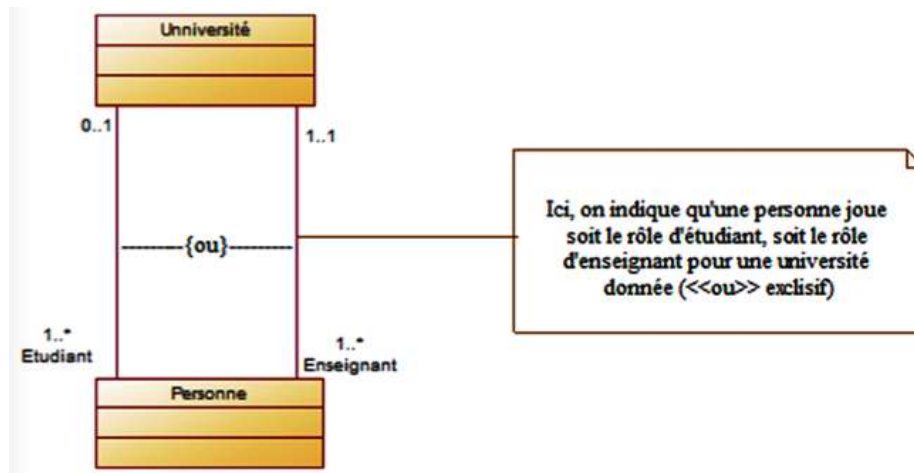 Unniversité
0..1
1..1
{ou}
1..*
Etudiant
1..*
Enseignant
Personne
Ici, on indique qu'une personne joue
soit le rôle d'étudiant, soit le rôle
d'enseignant pour une université
donnée (<<ou>> exclisif)